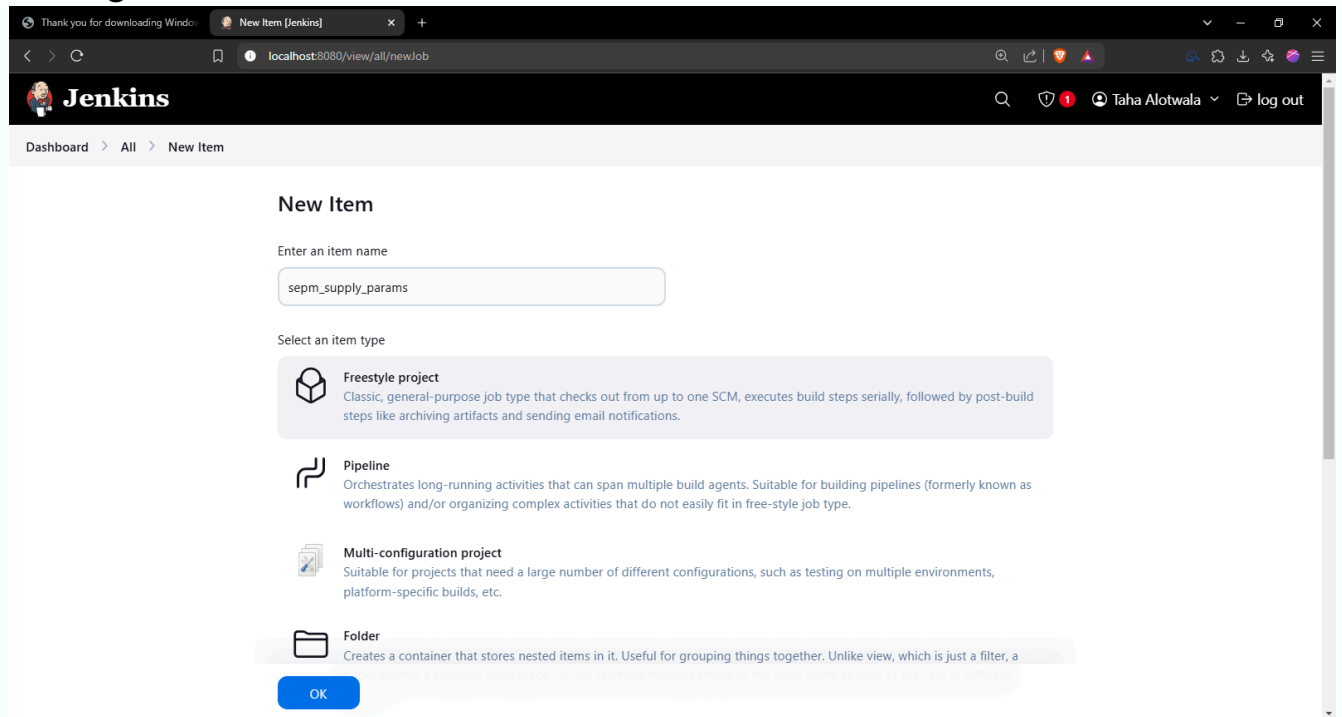 Thank you for downloading Window
New Item [Jenkins]
localhost:8080/view/all/newJob
Jenkins
1
Taha Alotwala
log out
Dashboard > All > New Item
New Item
Enter an item name
sepm_supply_params
Select an item type
Freestyle project
Classic, general-purpose job type that checks out from up to one SCM, executes build steps serially, followed by post-build
steps like archiving artifacts and sending email notifications.
Pipeline
Orchestrates long-running activities that can span multiple build agents. Suitable for building pipelines (formerly known as
workflows) and/or organizing complex activities that do not easily fit in free-style job type.
Multi-configuration project
Suitable for projects that need a large number of different configurations, such as testing on multiple environments,
platform-specific builds, etc.
Folder
Creates a container that stores nested items in it. Useful for grouping things together. Unlike view, which is just a filter, a
OK